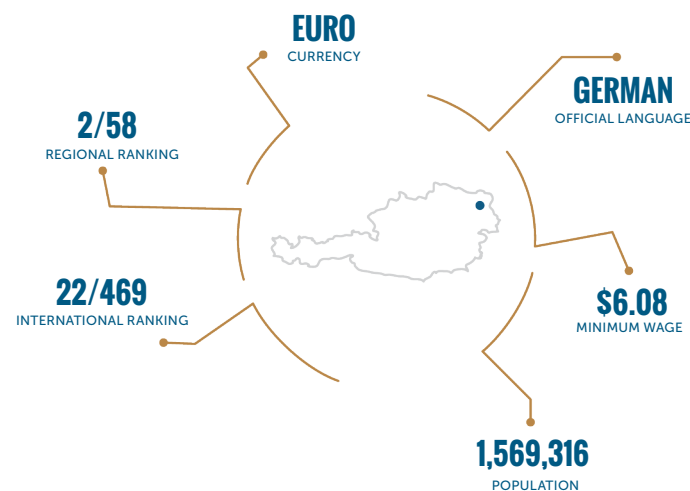 EURO
CURRENCY
GERMAN
OFFICIAL LANGUAGE
2/58
REGIONAL RANKING
22/469
INTERNATIONAL RANKING
$6.08
MINIMUM WAGE
1,569,316
POPULATION